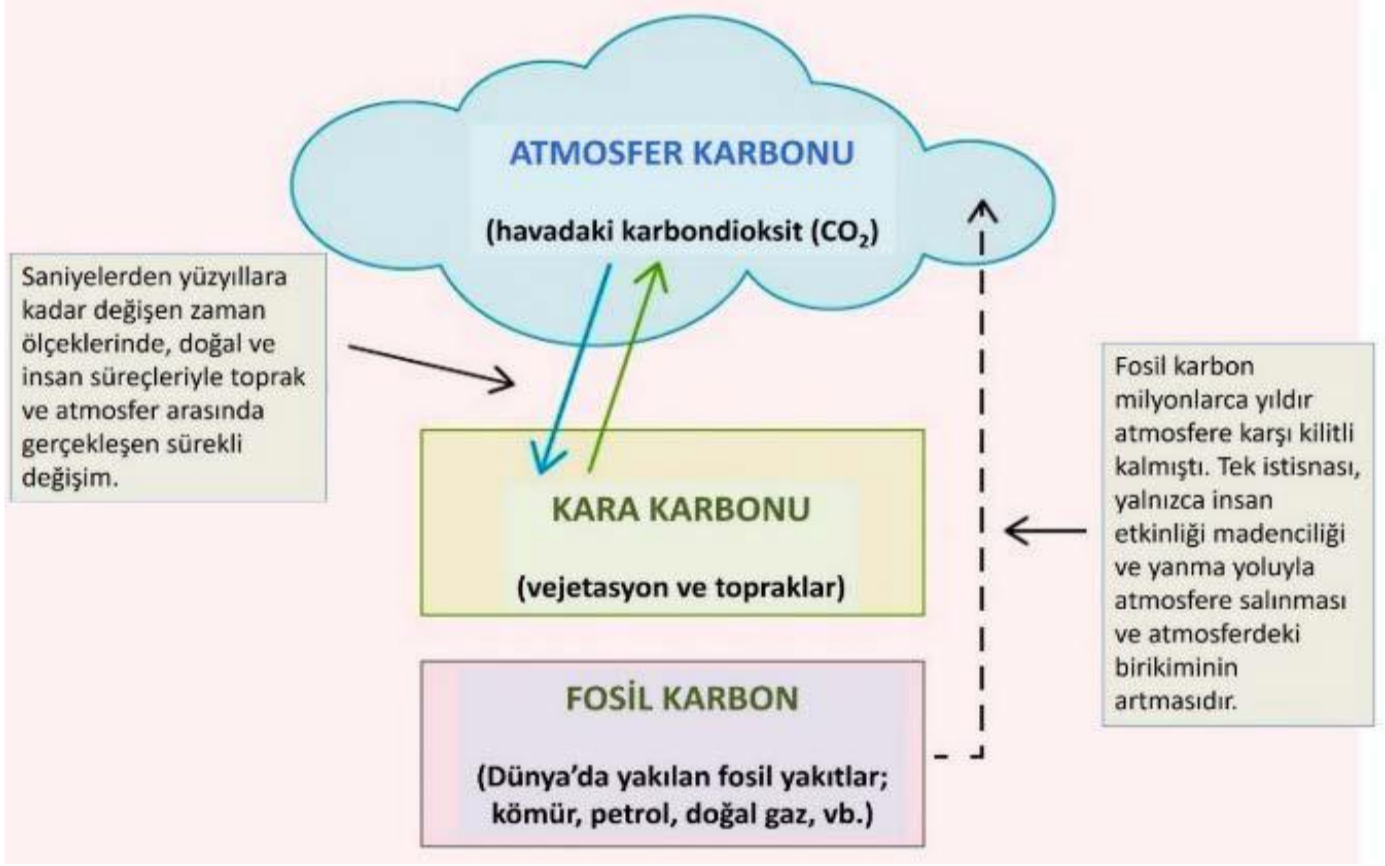 ATMOSFER KARBONU
(havadaki karbondioksit (CO₂)
Saniyelerden yüzyıllara
kadar değişen zaman
ölçeklerinde, doğal ve
insan süreçleriyle toprak
ve atmosfer arasında
gerçekleşen sürekli
değişim.
Fosil karbon
milyonlarca yıldır
atmosfere karşı kilitli
kalmıştı. Tek istisnası,
yalnızca insan
etkinliği madenciliği
ve yanma yoluyla
atmosfere salınması
ve atmosferdeki
birikiminin
artmasıdır.
KARA KARBONU
(vejetasyon ve topraklar)
FOSİL KARBON
(Dünya’da yakılan fosil yakıtlar;
kömür, petrol, doğal gaz, vb.)